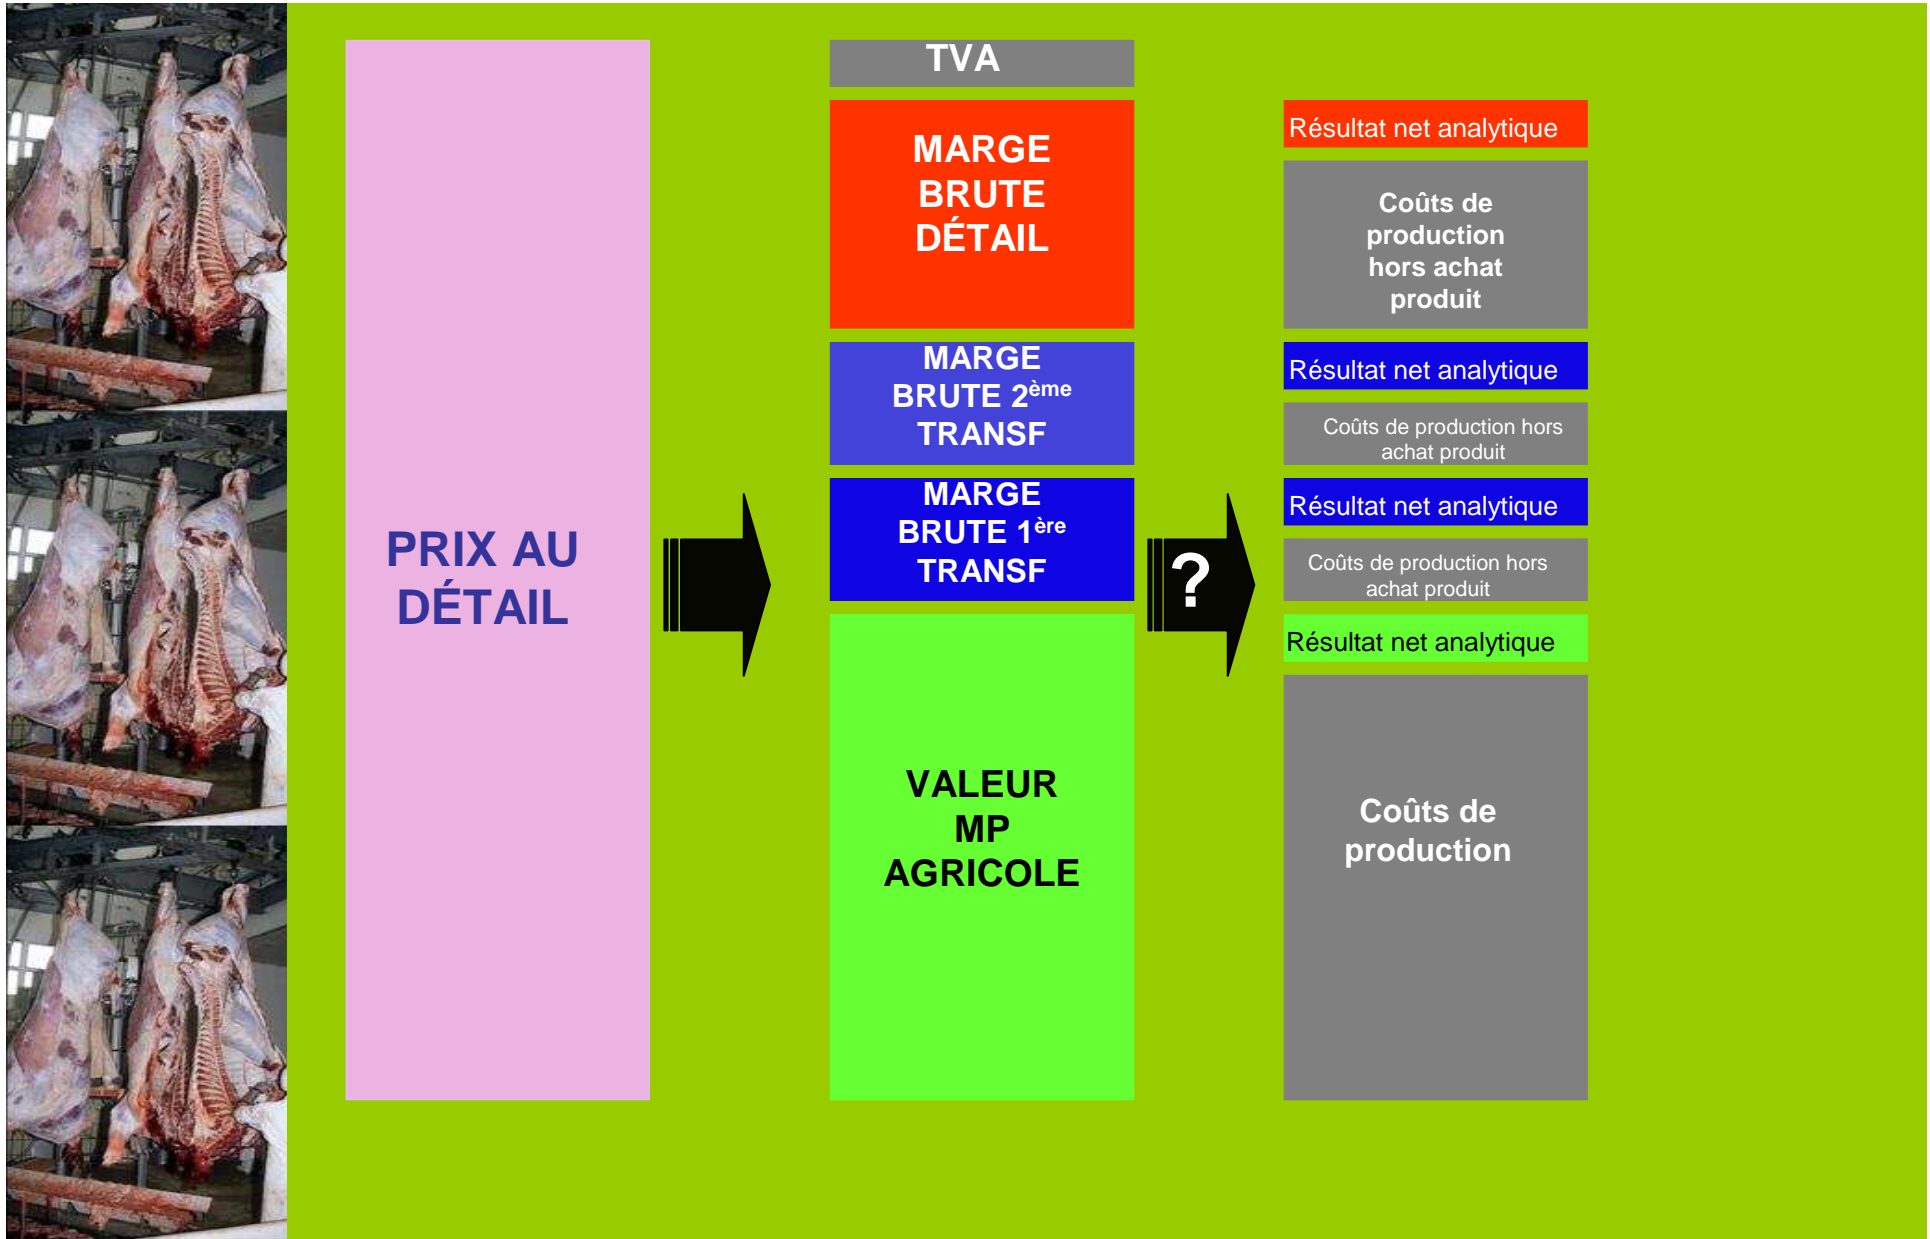 PRIX AU
DÉTAIL
TVA
MARGE
BRUTE
DÉTAIL
MARGE
BRUTE 2ème
TRANSF
MARGE
BRUTE 1ère
TRANSF
VALEUR
MP
AGRICOLE
?
Résultat net analytique
Coûts de
production
hors achat
produit
Résultat net analytique
Coûts de production hors
achat produit
Résultat net analytique
Coûts de production hors
achat produit
Résultat net analytique
Coûts de
production